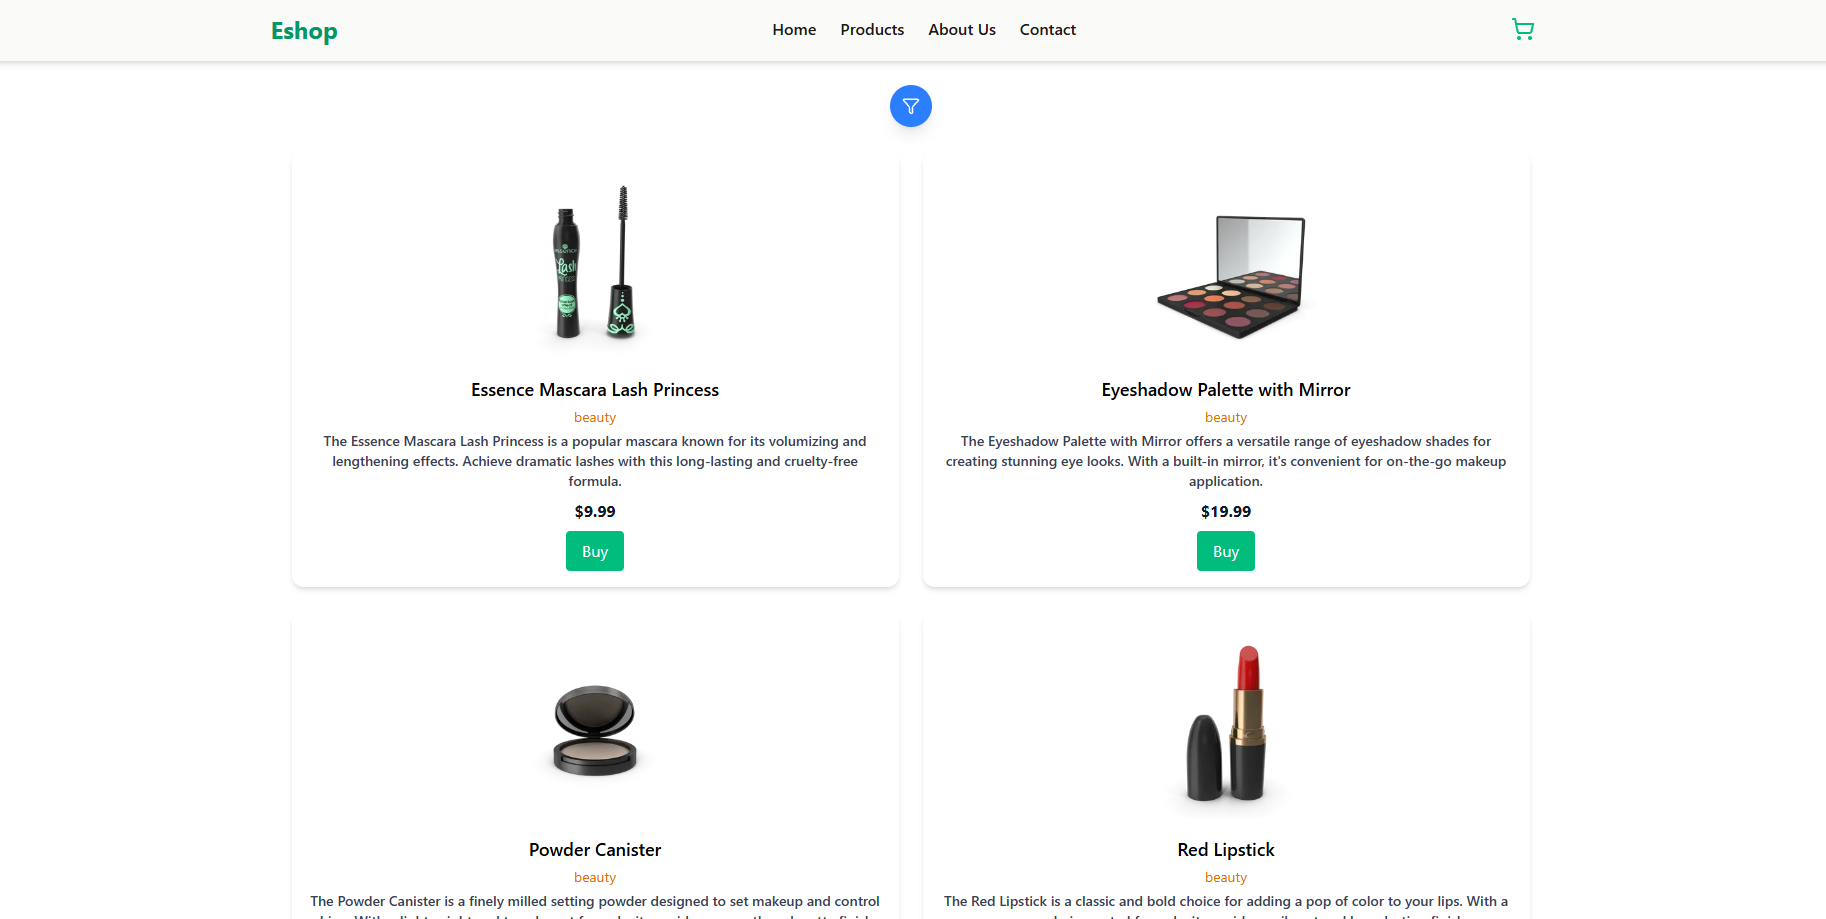 Eshop
Home
Products
About Us
Contact
essence
Lash
Essence Mascara Lash Princess
beauty
The Essence Mascara Lash Princess is a popular mascara known for its volumizing and
lengthening effects. Achieve dramatic lashes with this long-lasting and cruelty-free
formula.
$9.99
Buy
Eyeshadow Palette with Mirror
beauty
The Eyeshadow Palette with Mirror offers a versatile range of eyeshadow shades for
creating stunning eye looks. With a built-in mirror, it's convenient for on-the-go makeup
application.
$19.99
Buy
Powder Canister
beauty
The Powder Canister is a finely milled setting powder designed to set makeup and control
Red Lipstick
beauty
The Red Lipstick is a classic and bold choice for adding a pop of color to your lips. With a